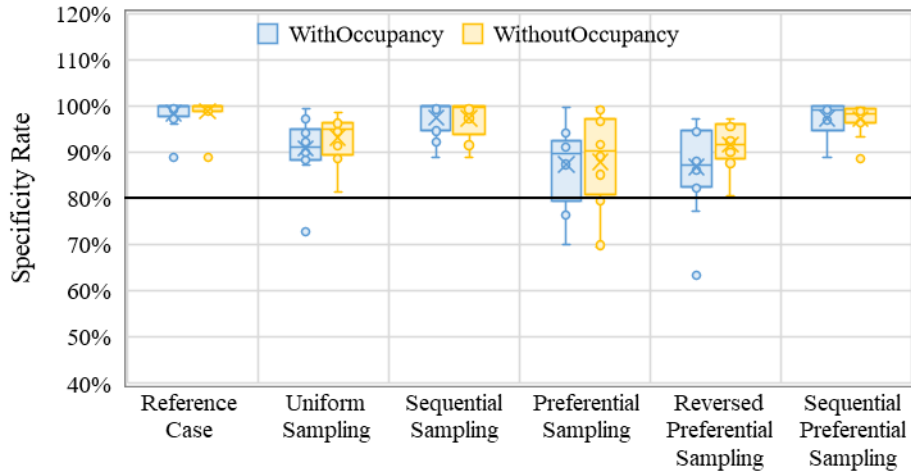 120%
110%
100%
90%
80%
70%
60%
50%
40%
Specificity Rate
WithOccupancy
WithoutOccupancy
Reference
Case
Uniform
Sampling
Sequential
Sampling
Preferential
Sampling
Reversed
Preferential
Sampling
Sequential
Preferential
Sampling